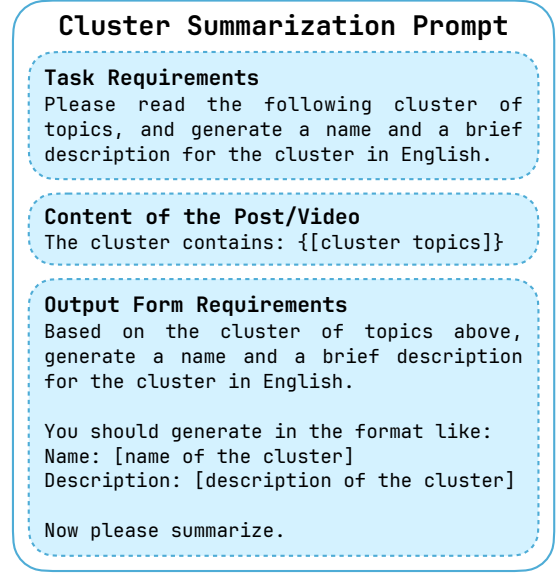 Cluster Summarization Prompt
Task Requirements
Please read the following cluster of
topics, and generate a name and a brief
description for the cluster in English.
Content of the Post/Video
The cluster contains: {[cluster topics]}
Output Form Requirements
Based on the cluster of topics above,
generate a name and a brief description
for the cluster in English.
You should generate in the format like:
Name: [name of the cluster]
Description: [description of the cluster]
Now please summarize.